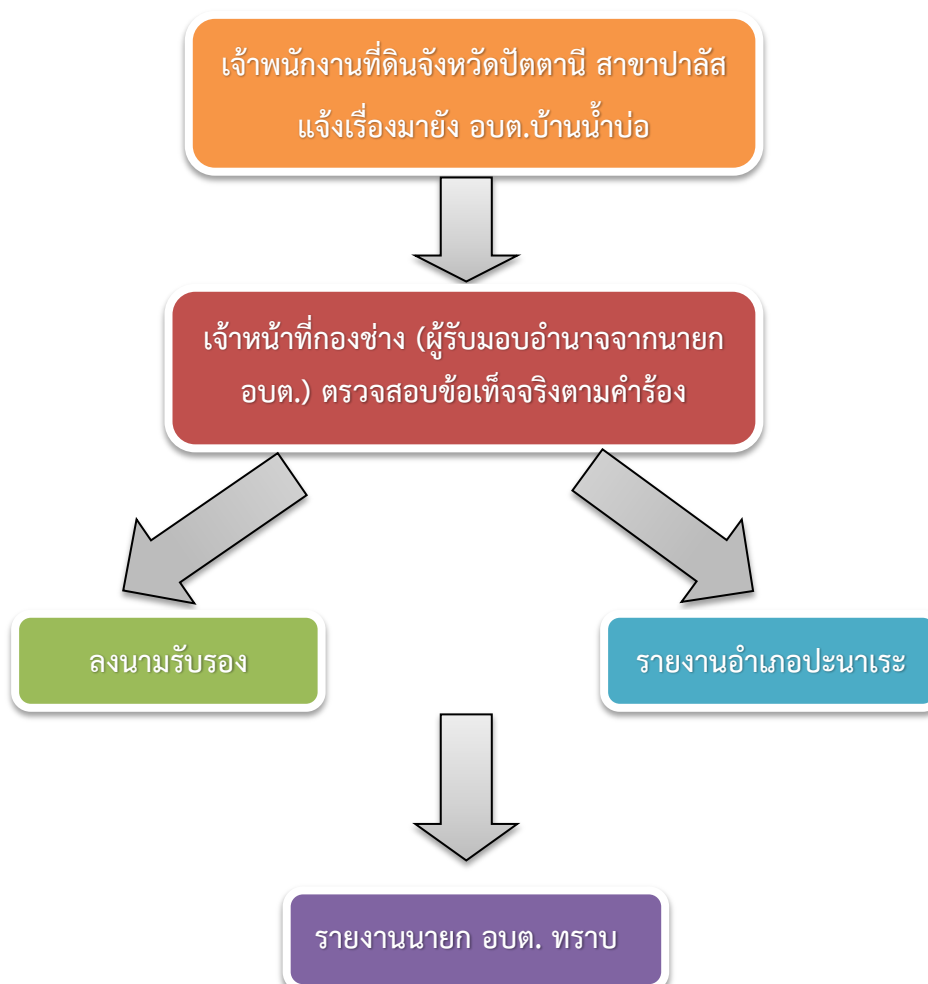 เจ้าพนักงานที่ดินจังหวัดปัตตานี สาขาปาลัส
แจ้งเรื่องมายัง อบต.บ้านน้ำบ่อ
เจ้าหน้าที่กองช่าง (ผู้รับมอบอำนาจจากนายก
อบต.) ตรวจสอบข้อเท็จจริงตามคำร้อง
ลงนามรับรอง
รายงานอำเภอปะนาเระ
รายงานนายก อบต. ทราบ